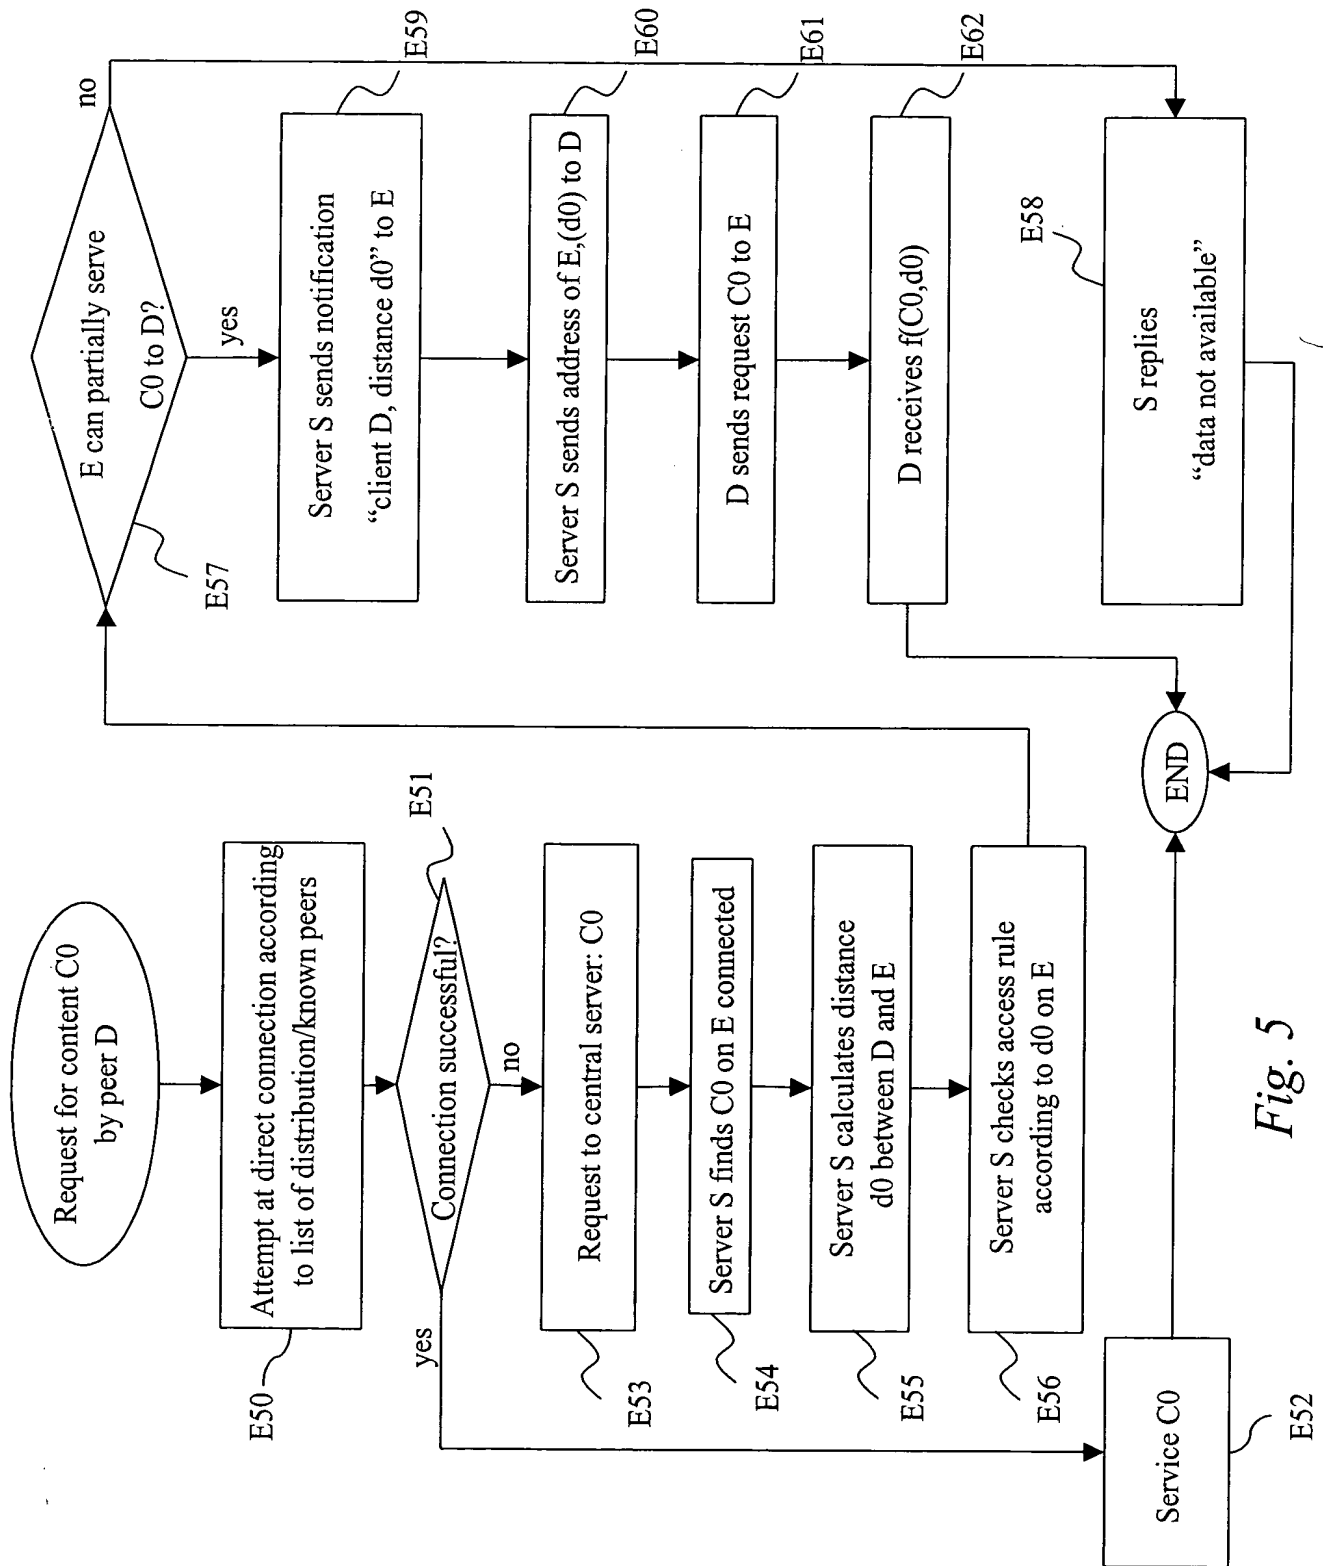 Request for content C0
by peer D
Attempt at direct connection according
to list of distribution/known peers
E50
Connection successful?
E51
yes
no
Request to central server: C0
E53
Server S finds C0 on E connected
E54
Server S calculates distance
d0 between D and E
E55
Server S checks access rule
according to d0 on E
E56
Service C0
E52
END
E can partially serve
C0 to D?
E57
yes
no
Server S sends notification
“client D, distance d0” to E
E59
Server S sends address of E,(d0) to D
E60
D sends request C0 to E
E61
D receives f(C0,d0)
E62
S replies
“data not available”
E58
Fig. 5